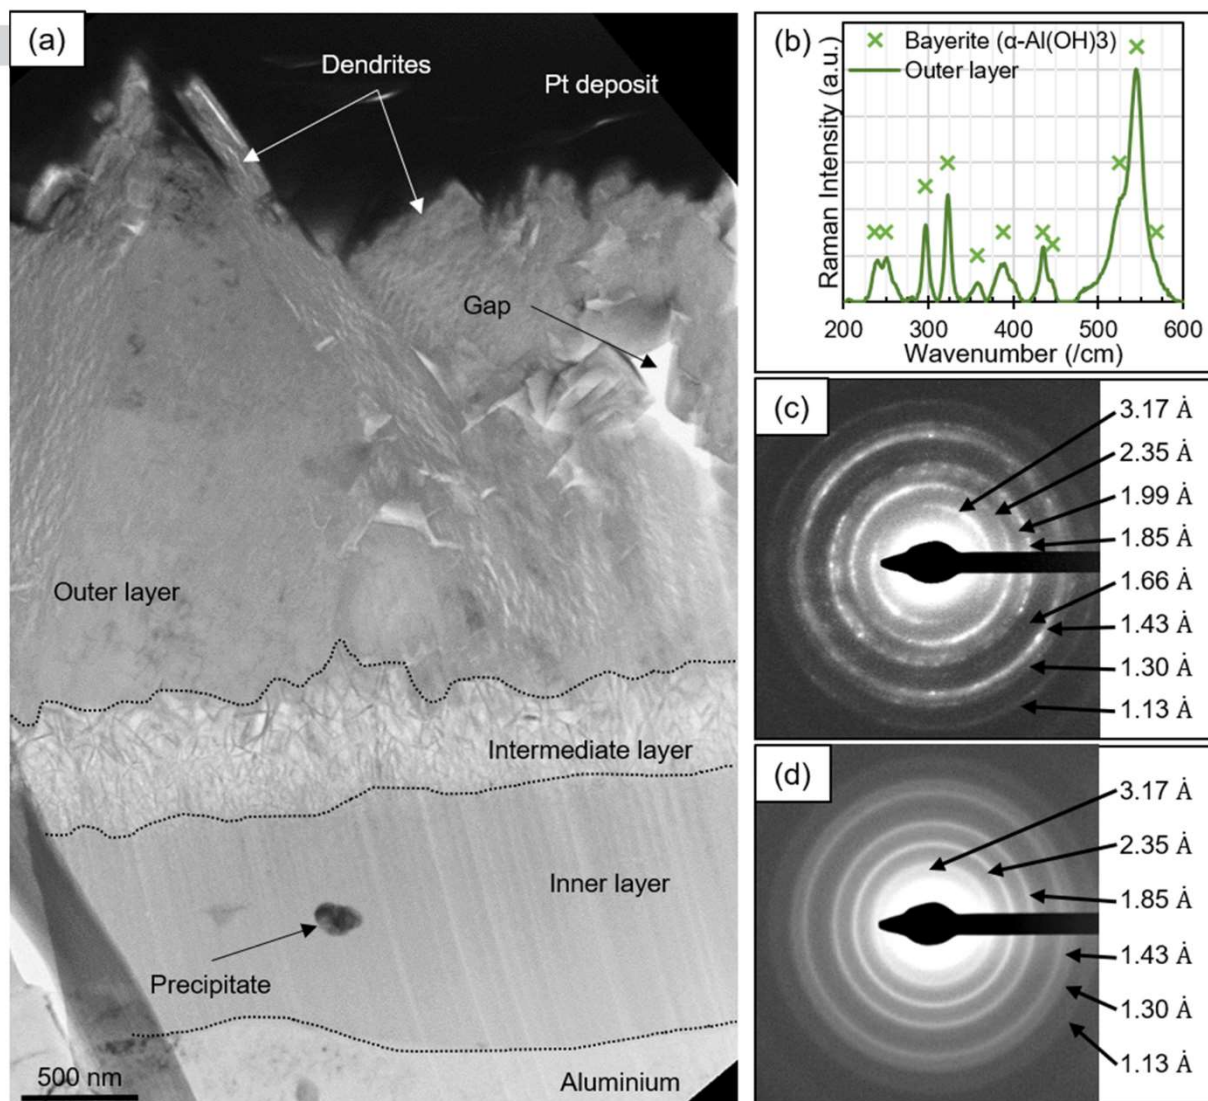 (a)
Dendrites
Pt deposit
Gap
Outer layer
Intermediate layer
Inner layer
Precipitate
500 nm
Aluminium
(b)
Bayerite (α-Al(OH)3)
Outer layer
Raman Intensity (a.u.)
200 300 400 500 600
Wavenumber (/cm)
(c)
3.17 Å
2.35 Å
1.99 Å
1.85 Å
1.66 Å
1.43 Å
1.30 Å
1.13 Å
(d)
3.17 Å
2.35 Å
1.85 Å
1.43 Å
1.30 Å
1.13 Å